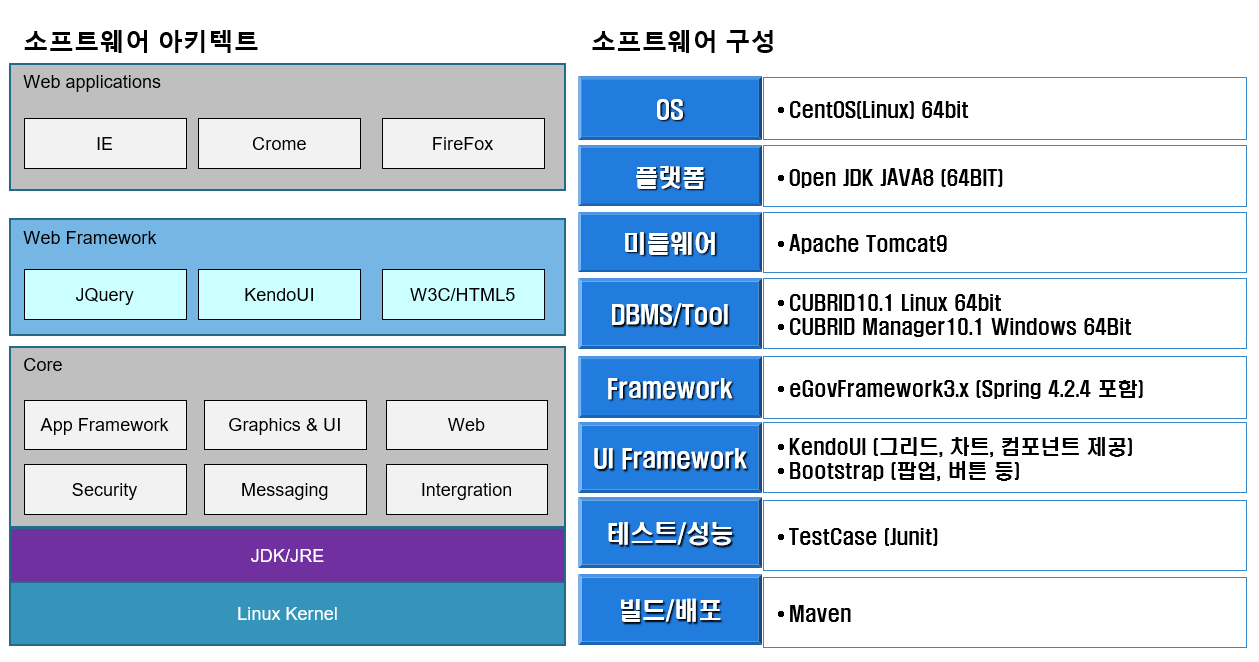 소프트웨어 아키텍트
Web applications
IE
Crome
FireFox
Web Framework
JQuery
KendoUI
W3C/HTML5
Core
App Framework
Graphics & UI
Web
Security
Messaging
Intergration
JDK/JRE
Linux Kernel
소프트웨어 구성
OS
• CentOS(Linux) 64bit
플랫폼
• Open JDK JAVA8 (64BIT)
미들웨어
• Apache Tomcat9
DBMS/Tool
• CUBRID10.1 Linux 64bit
• CUBRID Manager10.1 Windows 64Bit
Framework
• eGovFramework3.x (Spring 4.2.4 포함)
UI Framework
• KendoUI (그리드, 차트, 컴포넌트 제공)
• Bootstrap (팝업, 버튼 등)
테스트/성능
• TestCase (Junit)
빌드/배포
• Maven